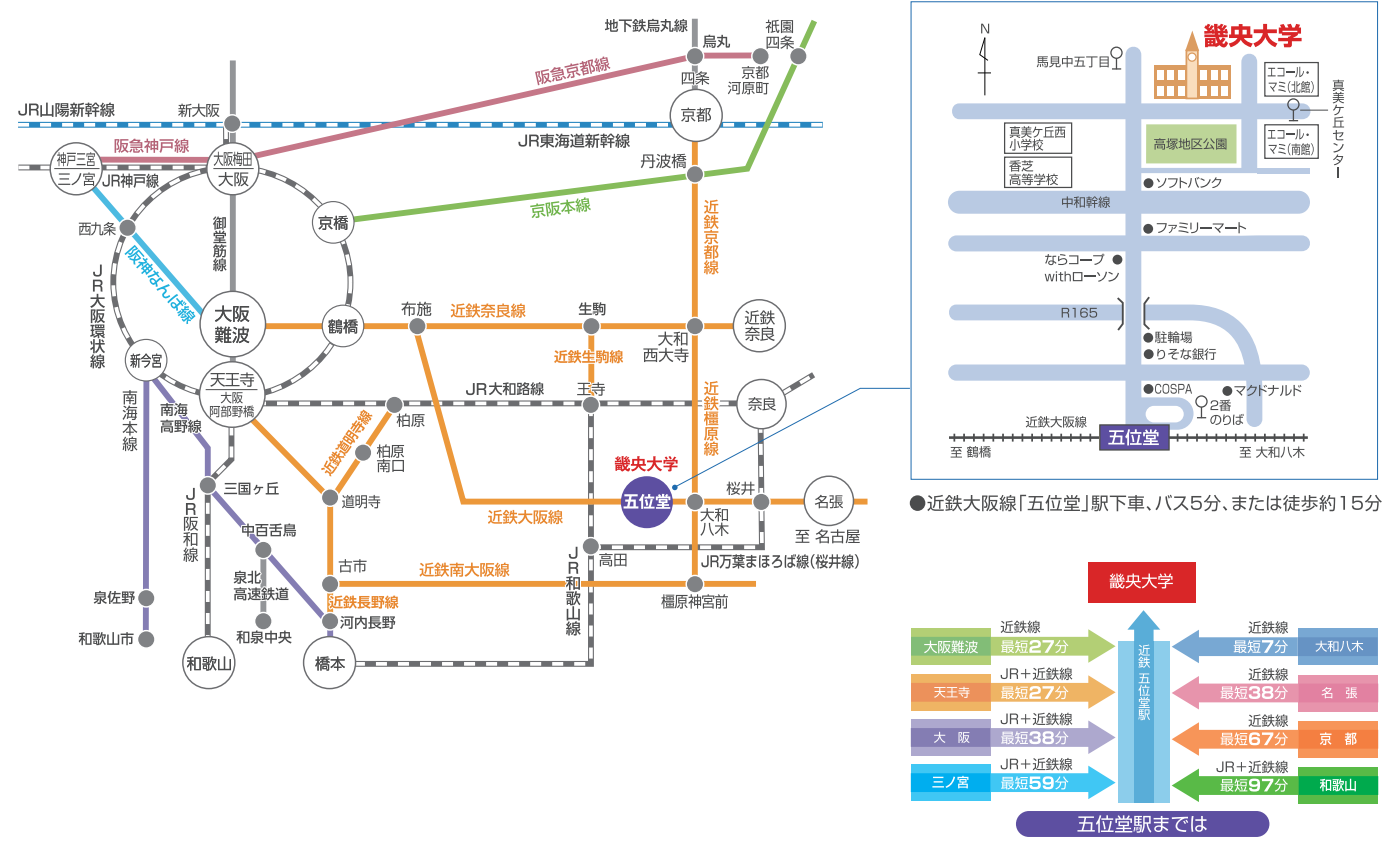 地下鉄烏丸線
烏丸
祇園
四条
阪急京都線
四条
京都
河原町
JR山陽新幹線
新大阪
京都
JR東海道新幹線
阪急神戸線
神戸三宮
三ノ宮
JR神戸線
大阪梅田
大阪
丹波橋
京阪本線
京橋
西九条
御堂筋線
近鉄京都線
阪神なんば線
JR大阪環状線
大阪
難波
鶴橋
布施
近鉄奈良線
生駒
大和
西大寺
近鉄
奈良
近鉄生駒線
新今宮
天王寺
大阪
阿部野橋
JR大和路線
王寺
奈良
近鉄橿原線
南海本線
南海
高野線
柏原
近鉄道明寺線
柏原
南口
三国ヶ丘
道明寺
畿央大学
五位堂
近鉄大阪線
大和
八木
桜井
名張
至 名古屋
JR阪和線
中百舌鳥
泉北
高速鉄道
和泉中央
古市
近鉄南大阪線
近鉄長野線
河内長野
高田
JR和歌山線
JR万葉まほろば線(桜井線)
橿原神宮前
泉佐野
和歌山市
和歌山
橋本
N
馬見中五丁目
畿央大学
エコール・
マミ(北館)
真美ケ丘センター
エコール・
マミ(南館)
真美ケ丘西
小学校
高塚地区公園
香芝
高等学校
●ソフトバンク
中和幹線
●ファミリーマート
ならコープ●
withローソン
R165
●駐輪場
●りそな銀行
●COSPA
●マクドナルド
2番
のりば
近鉄大阪線
五位堂
至 鶴橋
至 大和八木
●近鉄大阪線「五位堂」駅下車、バス5分、または徒歩約15分
畿央大学
近鉄 五位堂駅
大阪難波
近鉄線
最短27分
近鉄線
最短7分
大和八木
天王寺
JR+近鉄線
最短27分
近鉄線
最短38分
名 張
大 阪
JR+近鉄線
最短38分
近鉄線
最短67分
京 都
三ノ宮
JR+近鉄線
最短59分
JR+近鉄線
最短97分
和歌山
五位堂駅までは